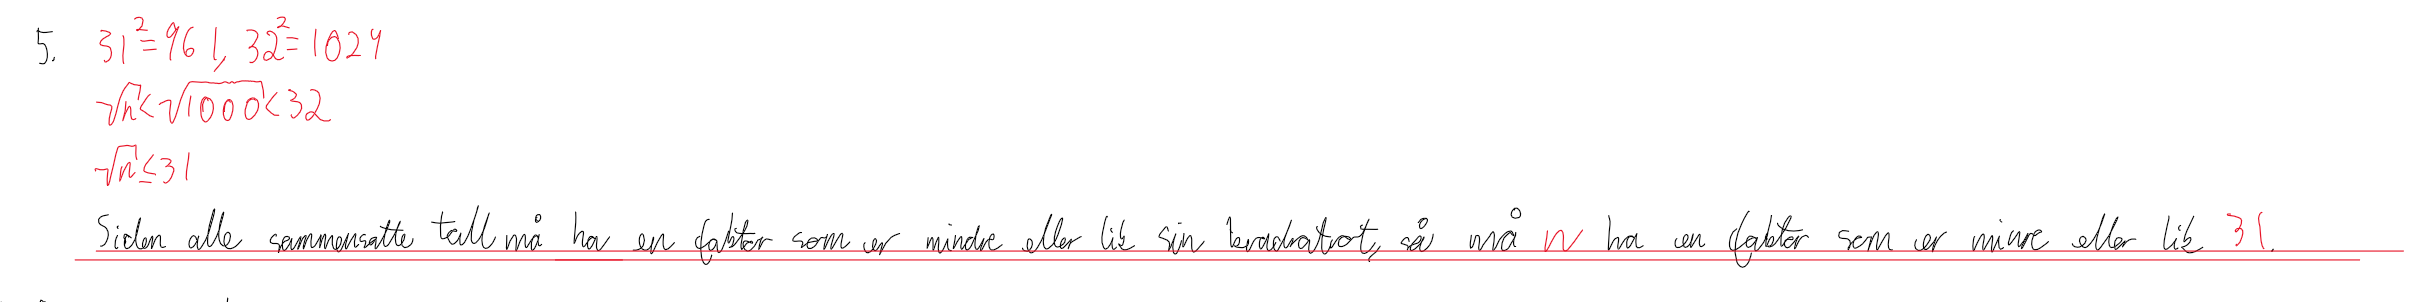 5. 31²=961, 32²=1024
√n<√1000<32
√n≤31
Siden alle sammensatte tall må ha en faktor som er mindre eller lik sin kvadratrot, så må n ha en faktor som er minre eller lik 31.